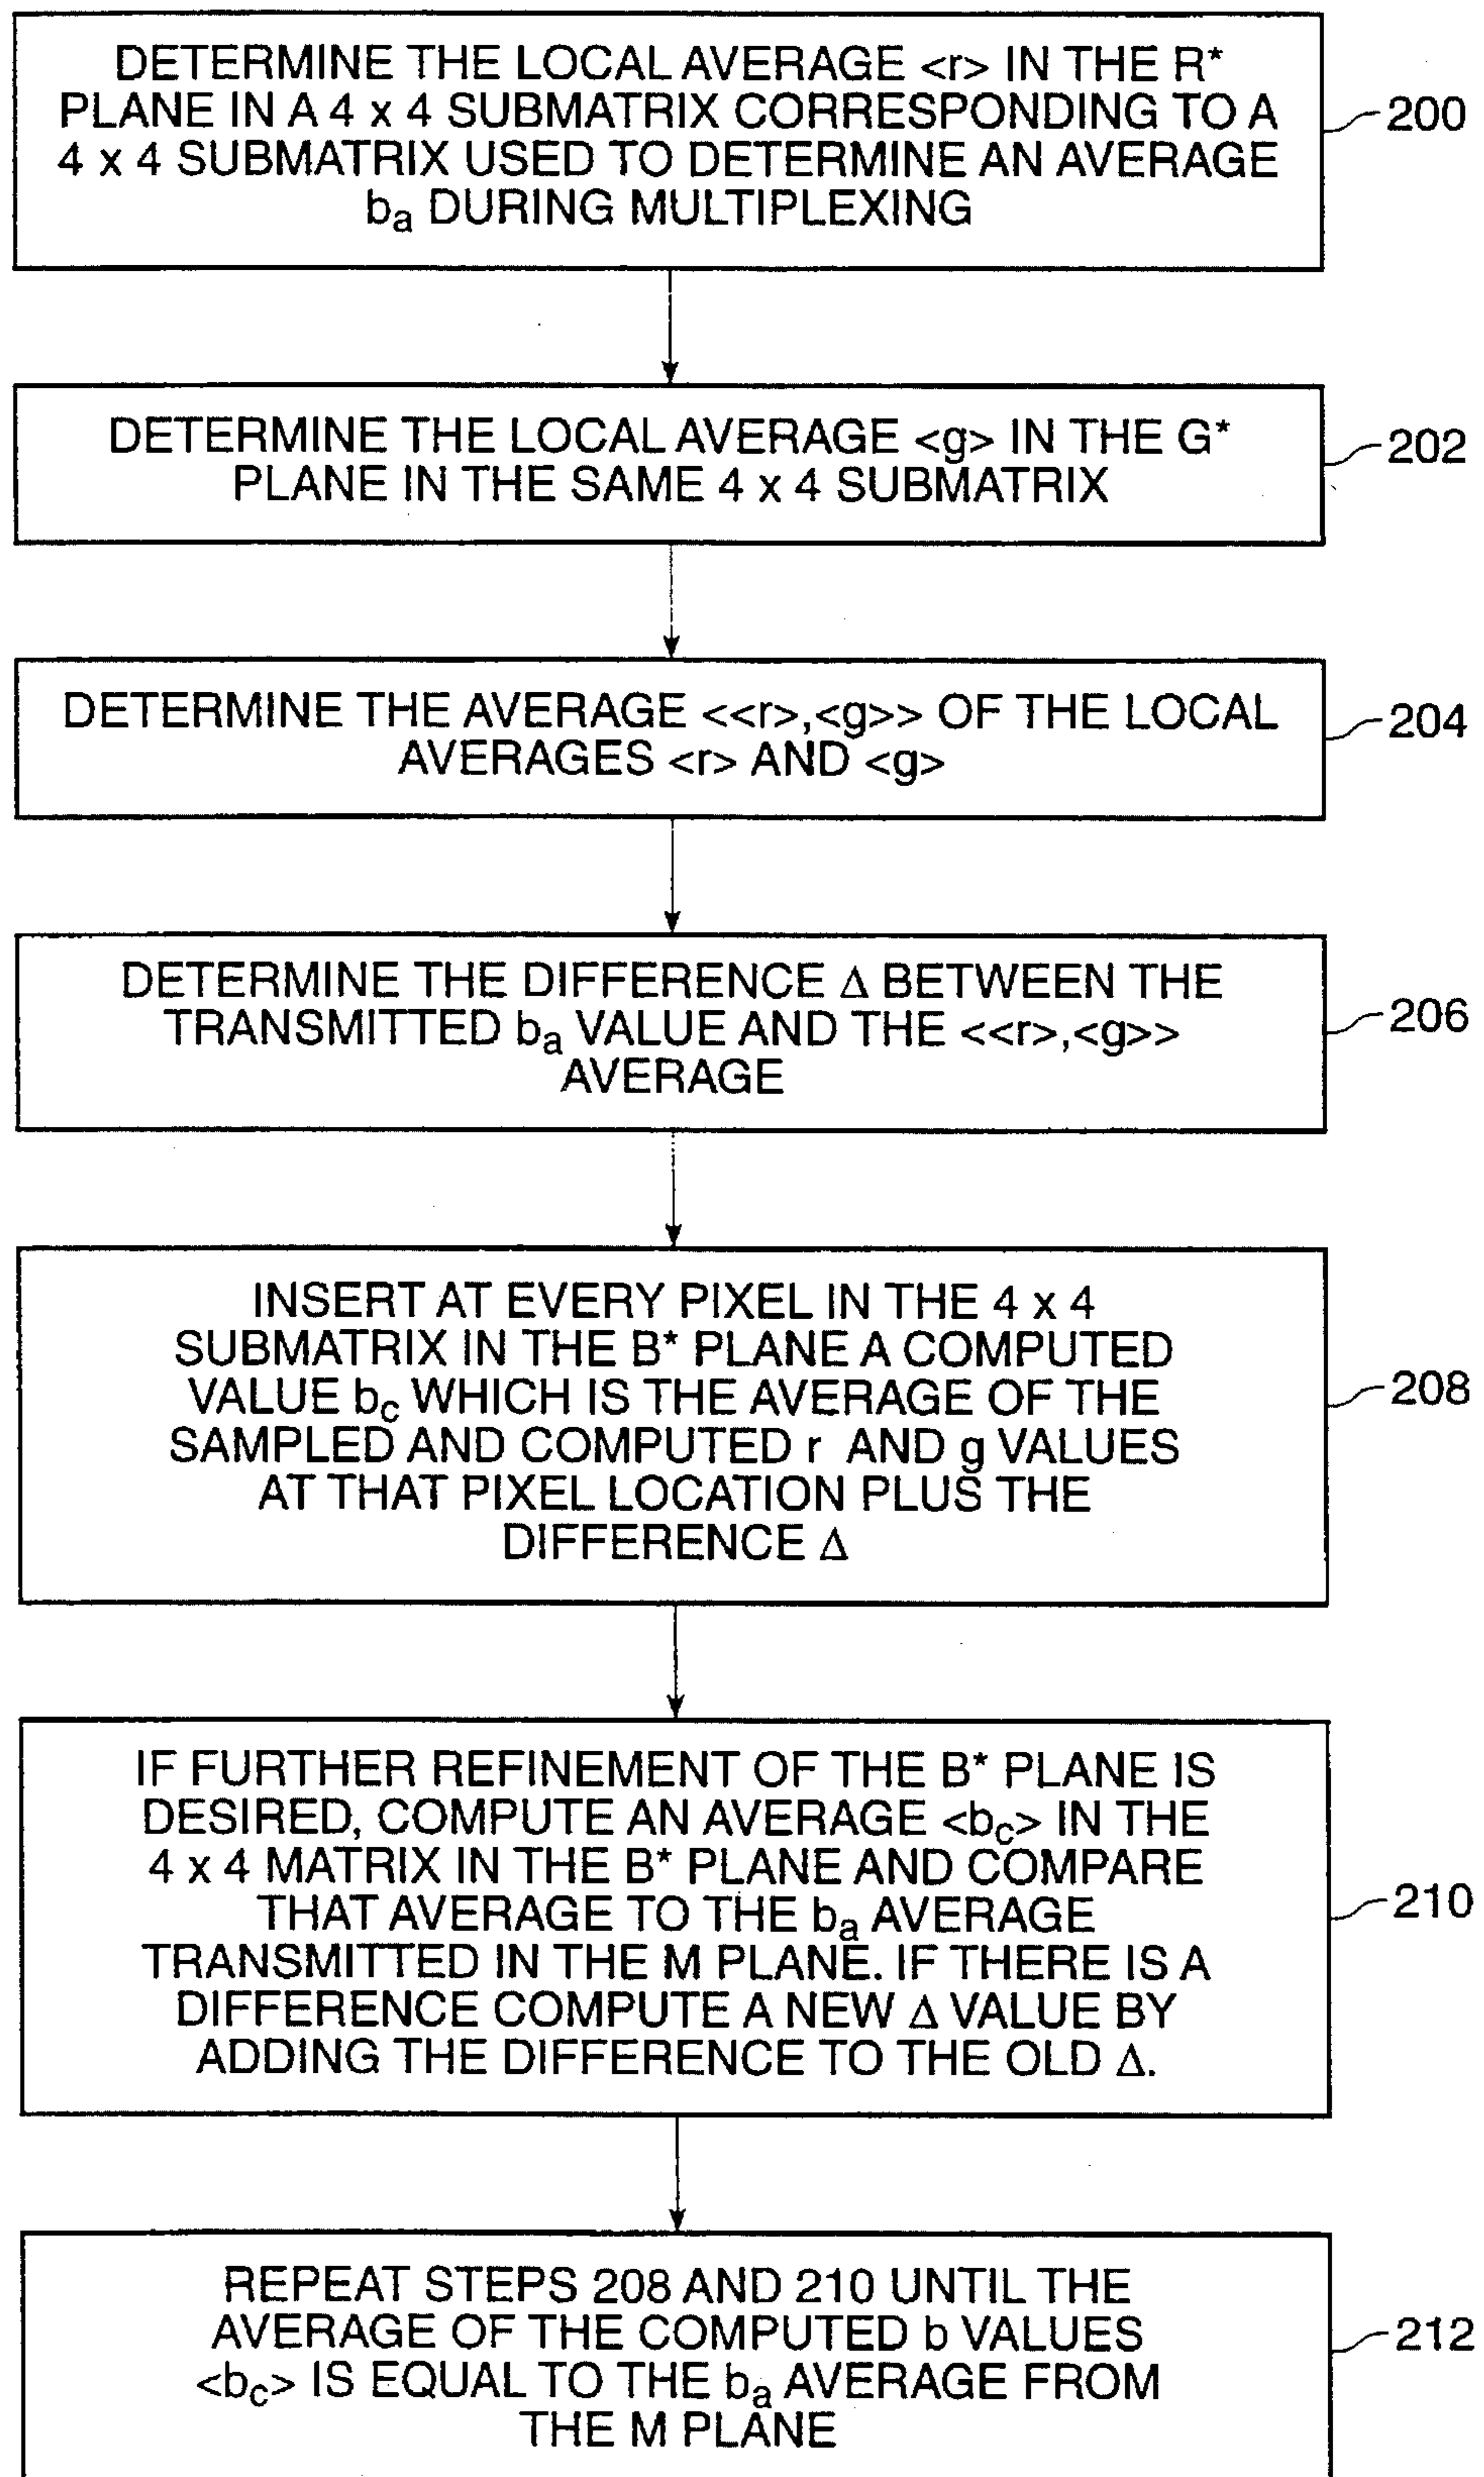 DETERMINE THE LOCAL AVERAGE <r> IN THE R*
PLANE IN A 4 x 4 SUBMATRIX CORRESPONDING TO A
4 x 4 SUBMATRIX USED TO DETERMINE AN AVERAGE
ba DURING MULTIPLEXING
200
DETERMINE THE LOCAL AVERAGE <g> IN THE G*
PLANE IN THE SAME 4 x 4 SUBMATRIX
202
DETERMINE THE AVERAGE <<r>,<g>> OF THE LOCAL
AVERAGES <r> AND <g>
204
DETERMINE THE DIFFERENCE Δ BETWEEN THE
TRANSMITTED ba VALUE AND THE <<r>,<g>>
AVERAGE
206
INSERT AT EVERY PIXEL IN THE 4 x 4
SUBMATRIX IN THE B* PLANE A COMPUTED
VALUE bc WHICH IS THE AVERAGE OF THE
SAMPLED AND COMPUTED r AND g VALUES
AT THAT PIXEL LOCATION PLUS THE
DIFFERENCE Δ
208
IF FURTHER REFINEMENT OF THE B* PLANE IS
DESIRED, COMPUTE AN AVERAGE <bc> IN THE
4 x 4 MATRIX IN THE B* PLANE AND COMPARE
THAT AVERAGE TO THE ba AVERAGE
TRANSMITTED IN THE M PLANE. IF THERE IS A
DIFFERENCE COMPUTE A NEW Δ VALUE BY
ADDING THE DIFFERENCE TO THE OLD Δ.
210
REPEAT STEPS 208 AND 210 UNTIL THE
AVERAGE OF THE COMPUTED b VALUES
<bc> IS EQUAL TO THE ba AVERAGE FROM
THE M PLANE
212